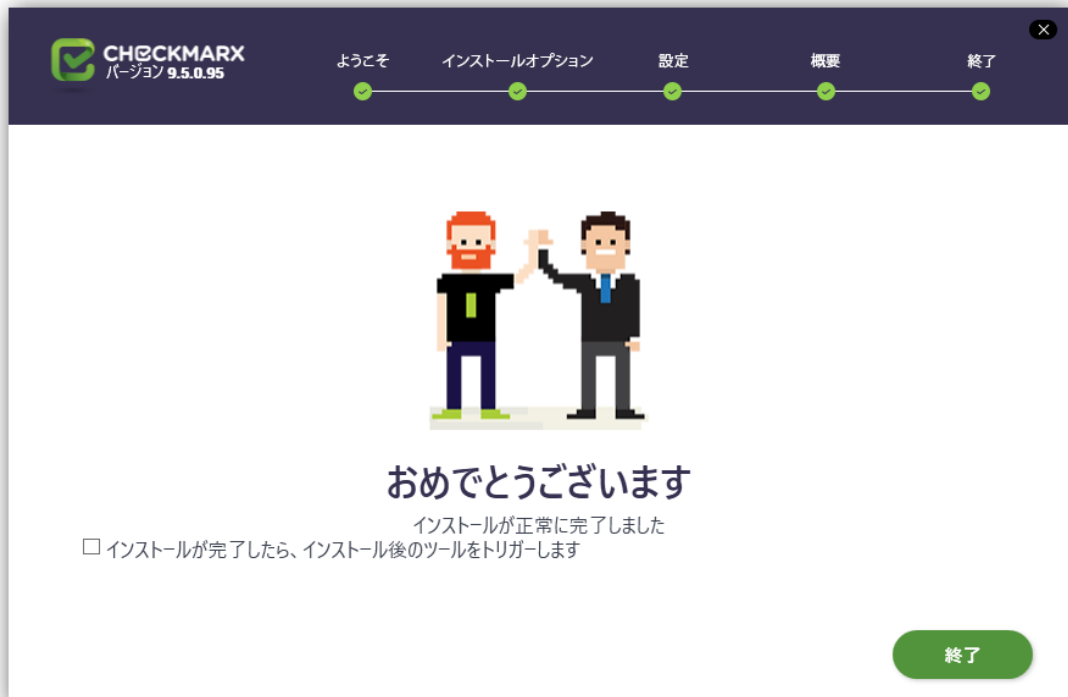 CHECKMARX
バージョン 9.5.0.95
ようこそ
インストールオプション
設定
概要
終了
おめでとうございます
インストールが正常に完了しました
インストールが完了したら、インストール後のツールをトリガーします
終了